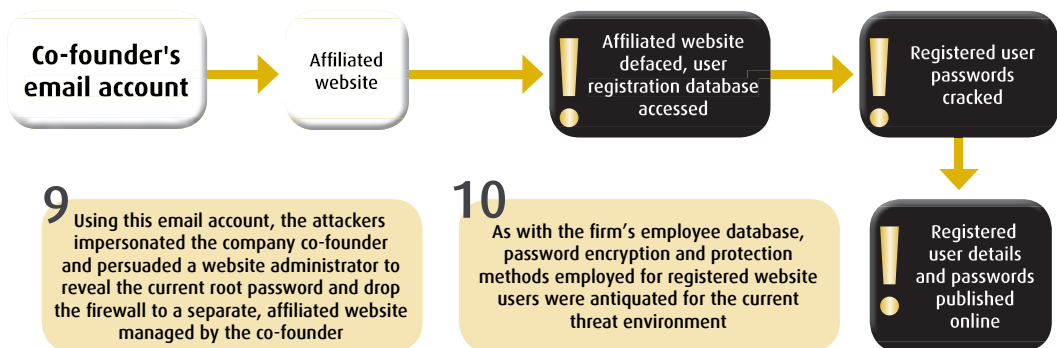 Co-founder's
email account
Affiliated
website
Affiliated website
defaced, user
registration database
accessed
Registered user
passwords
cracked
9
Using this email account, the attackers
impersonated the company co-founder
and persuaded a website administrator to
reveal the current root password and drop
the firewall to a separate, affiliated website
managed by the co-founder
10
As with the firm's employee database,
password encryption and protection
methods employed for registered website
users were antiquated for the current
threat environment
Registered
user details
and passwords
published
online